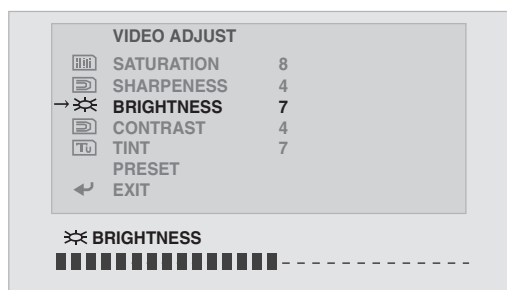 VIDEO ADJUST
SATURATION 8
SHARPENESS 4
→ BRIGHTNESS 7
CONTRAST 4
TINT 7
PRESET
EXIT
BRIGHTNESS